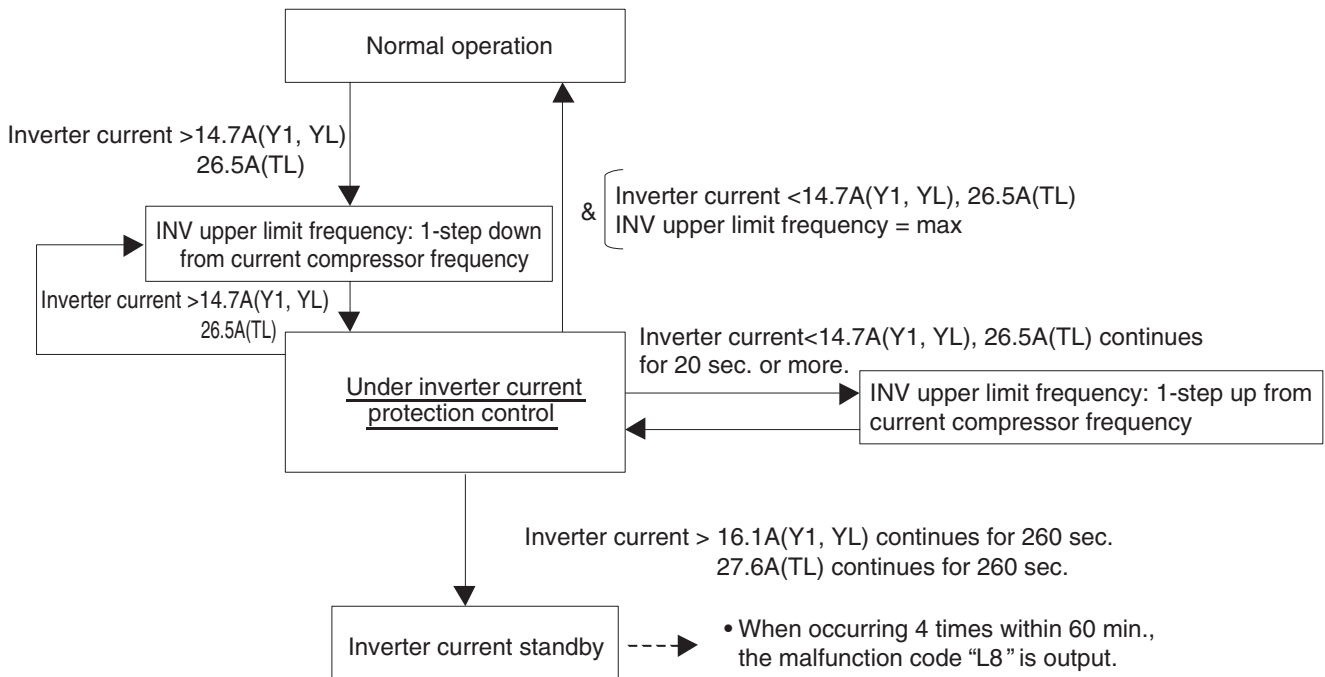 Normal operation
Inverter current >14.7A(Y1, YL)
26.5A(TL)
&
Inverter current <14.7A(Y1, YL), 26.5A(TL)
INV upper limit frequency = max
INV upper limit frequency: 1-step down
from current compressor frequency
Inverter current >14.7A(Y1, YL)
26.5A(TL)
Under inverter current
protection control
Inverter current<14.7A(Y1, YL), 26.5A(TL) continues
for 20 sec. or more.
INV upper limit frequency: 1-step up from
current compressor frequency
Inverter current > 16.1A(Y1, YL) continues for 260 sec.
27.6A(TL) continues for 260 sec.
Inverter current standby
• When occurring 4 times within 60 min.,
the malfunction code “L8” is output.